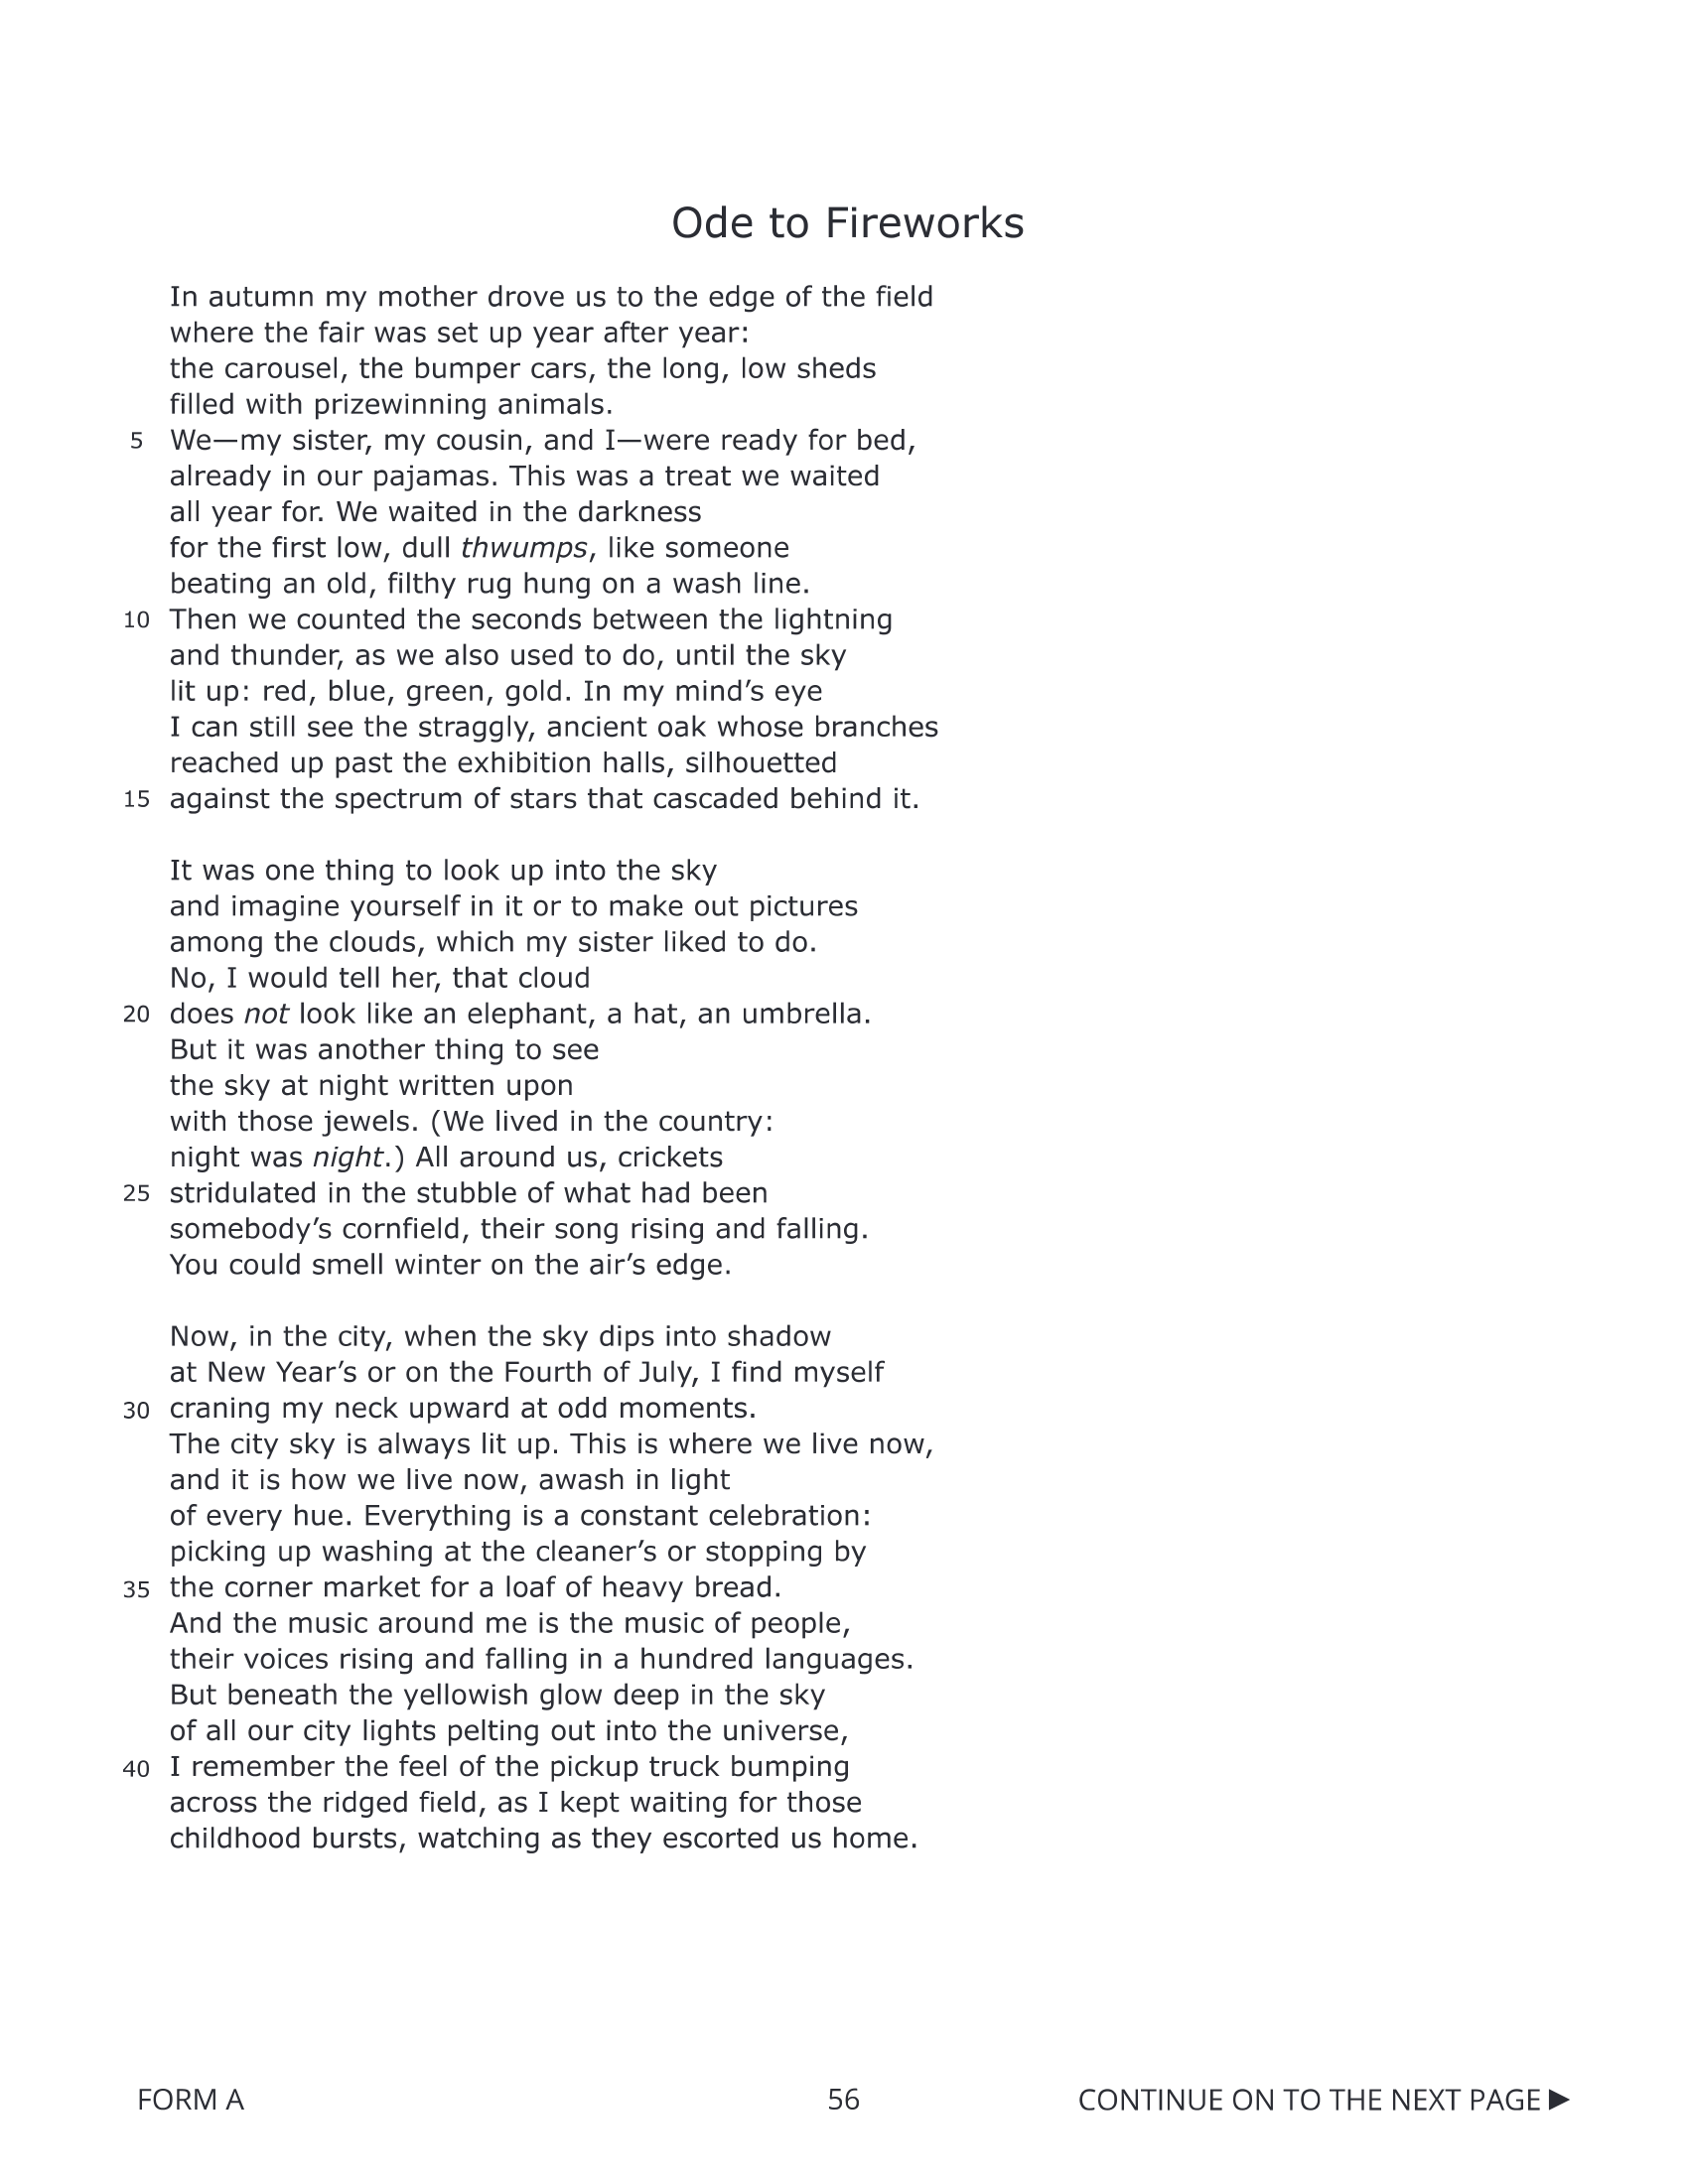 Ode to Fireworks
In autumn my mother drove us to the edge of the field
where the fair was set up year after year:
the carousel, the bumper cars, the long, low sheds
filled with prizewinning animals.
5 We—my sister, my cousin, and I—were ready for bed,
already in our pajamas. This was a treat we waited
all year for. We waited in the darkness
for the first low, dull thwumps, like someone
beating an old, filthy rug hung on a wash line.
10 Then we counted the seconds between the lightning
and thunder, as we also used to do, until the sky
lit up: red, blue, green, gold. In my mind’s eye
I can still see the straggly, ancient oak whose branches
reached up past the exhibition halls, silhouetted
15 against the spectrum of stars that cascaded behind it.
It was one thing to look up into the sky
and imagine yourself in it or to make out pictures
among the clouds, which my sister liked to do.
No, I would tell her, that cloud
20 does not look like an elephant, a hat, an umbrella.
But it was another thing to see
the sky at night written upon
with those jewels. (We lived in the country:
night was night.) All around us, crickets
25 stridulated in the stubble of what had been
somebody’s cornfield, their song rising and falling.
You could smell winter on the air’s edge.
Now, in the city, when the sky dips into shadow
at New Year’s or on the Fourth of July, I find myself
30 craning my neck upward at odd moments.
The city sky is always lit up. This is where we live now,
and it is how we live now, awash in light
of every hue. Everything is a constant celebration:
picking up washing at the cleaner’s or stopping by
35 the corner market for a loaf of heavy bread.
And the music around me is the music of people,
their voices rising and falling in a hundred languages.
But beneath the yellowish glow deep in the sky
of all our city lights pelting out into the universe,
40 I remember the feel of the pickup truck bumping
across the ridged field, as I kept waiting for those
childhood bursts, watching as they escorted us home.
FORM A 56 CONTINUE ON TO THE NEXT PAGE ►